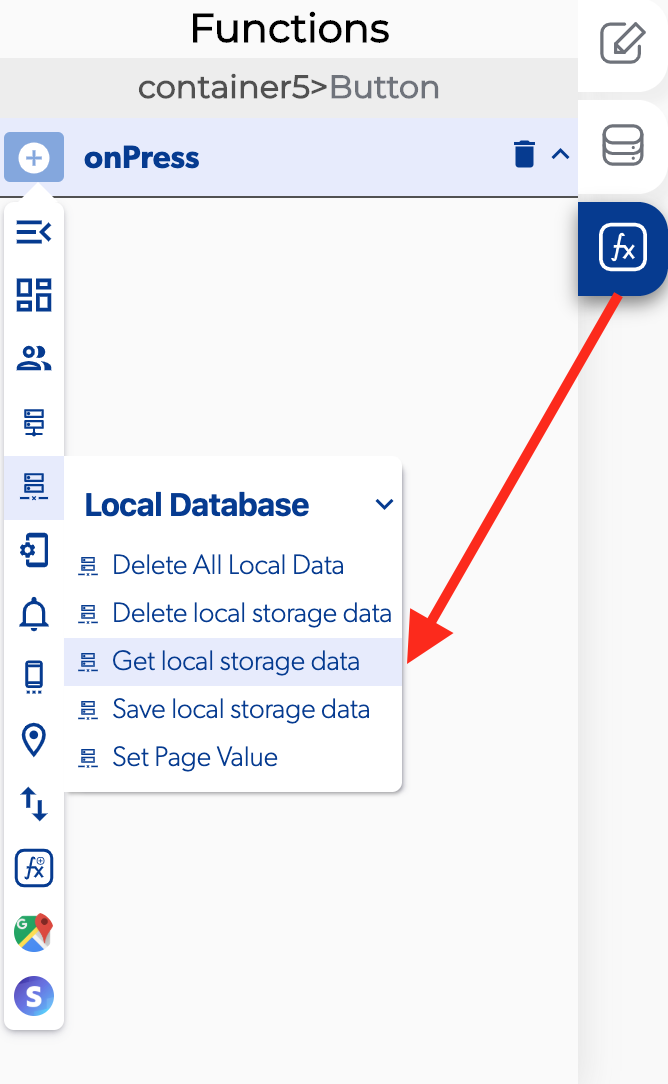 Functions
container5>Button
onPress
fx
Local Database
Delete All Local Data
Delete local storage data
Get local storage data
Save local storage data
Set Page Value
fx
G
S